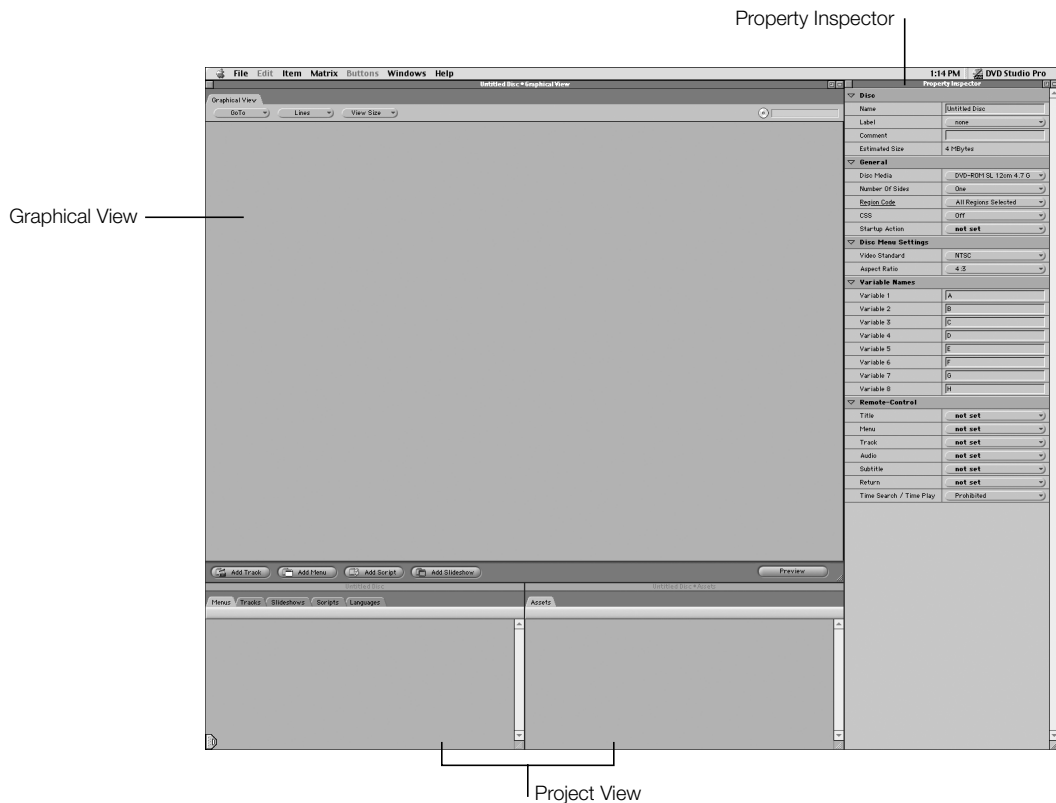 Property Inspector
File Edit Item Matrix Buttons Windows Help
1:14 PM DVD Studio Pro
Untitled Disc • Graphical View
Property Inspector
Graphical View
GoTo Lines View Size
Disc
Name Untitled Disc
Label none
Comment
Estimated Size 4 MBytes
General
Disc Media DVD-ROM SL 12cm 4.7 G
Number Of Sides One
Region Code All Regions Selected
CSS Off
Startup Action not set
Disc Menu Settings
Video Standard NTSC
Aspect Ratio 4:3
Variable Names
Variable 1 A
Variable 2 B
Variable 3 C
Variable 4 D
Variable 5 E
Variable 6 F
Variable 7 G
Variable 8 H
Remote-Control
Title not set
Menu not set
Track not set
Audio not set
Subtitle not set
Return not set
Time Search / Time Play Prohibited
Graphical View
Add Track Add Menu Add Script Add Slideshow Preview
Untitled Disc
Untitled Disc • Assets
Menus Tracks Slideshows Scripts Languages
Assets
Project View